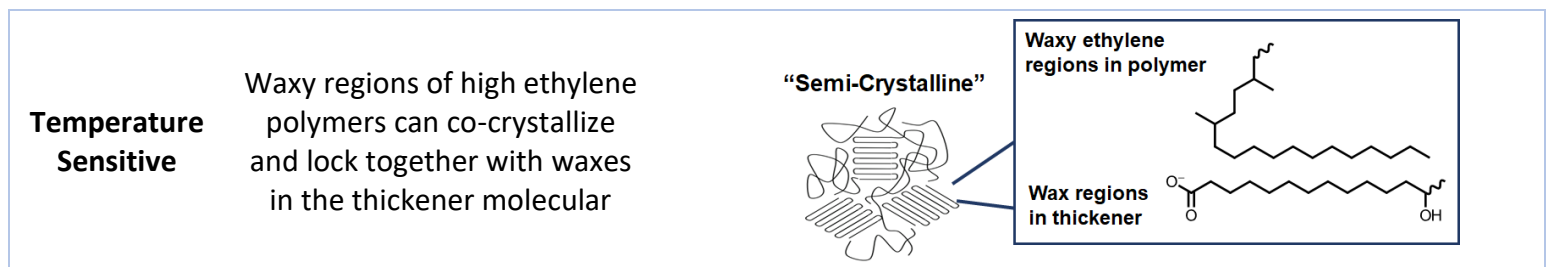 Temperature
Sensitive
Waxy regions of high ethylene
polymers can co-crystallize
and lock together with waxes
in the thickener molecular
“Semi-Crystalline”
Waxy ethylene
regions in polymer
Wax regions
in thickener
O⁻
O
OH